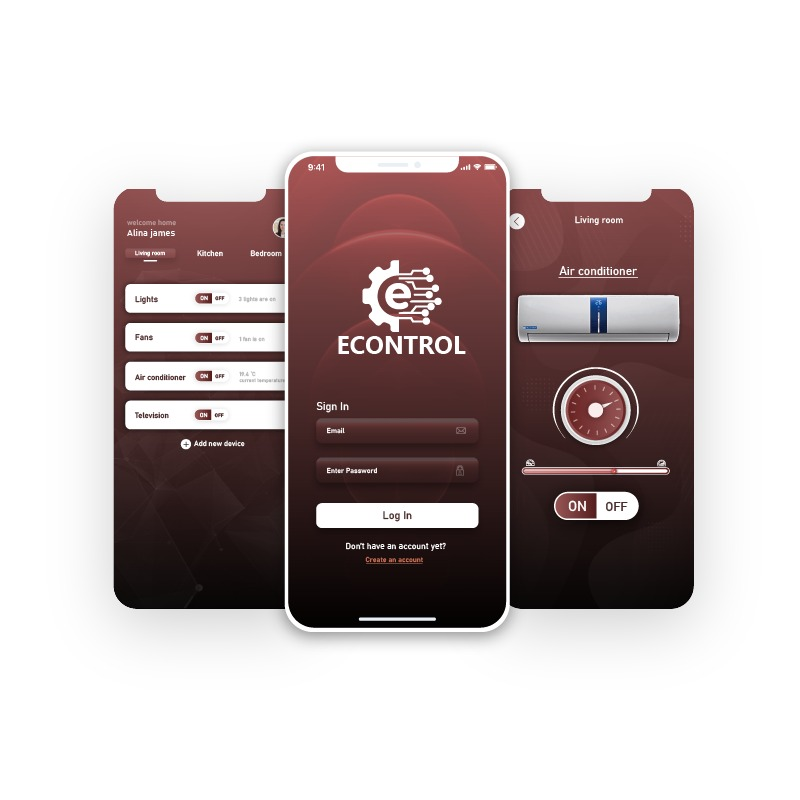 welcome home
Alina james
Living room
Kitchen
Bedroom
Lights
ON
OFF
3 lights are on
Fans
ON
OFF
1 fan is on
Air conditioner
ON
OFF
19.6 °C
current temperature
Television
ON
OFF
Add new device
9:41
e
ECONTROL
Sign In
Email
Enter Password
Log In
Don't have an account yet?
Create an account
Living room
Air conditioner
ON
OFF